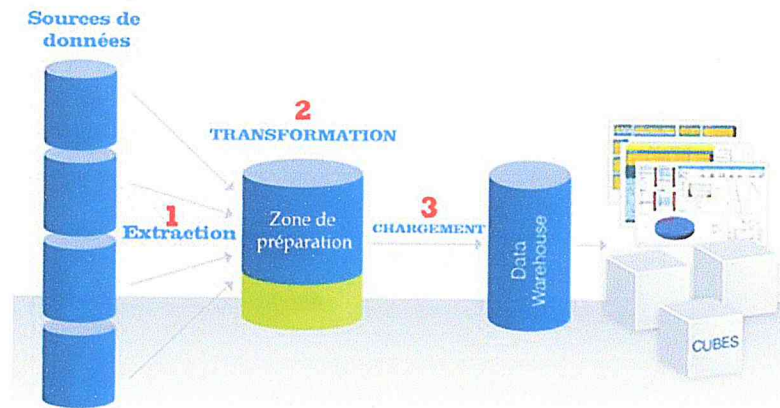 Sources de
données
2
TRANSFORMATION
1
Extraction
Zone de
préparation
3
CHARGEMENT
Data
Warehouse
CUBES